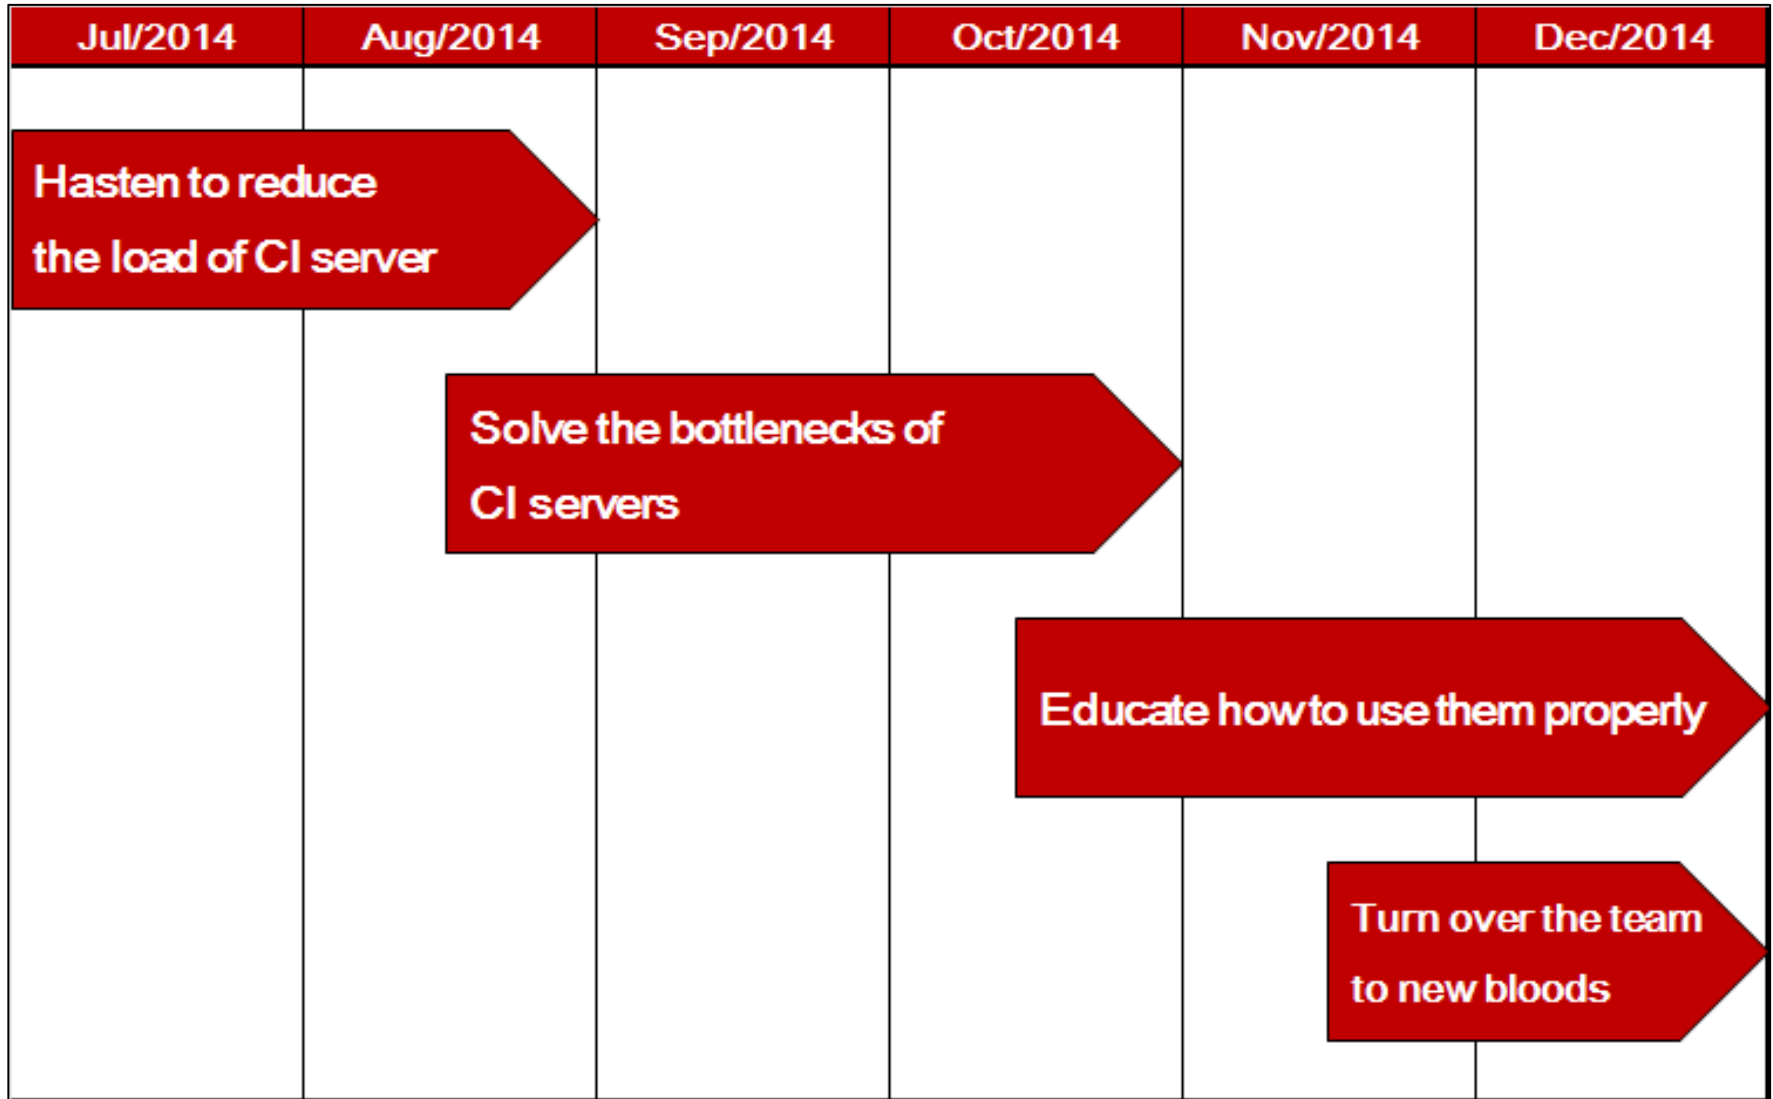 Jul/2014 Aug/2014 Sep/2014 Oct/2014 Nov/2014 Dec/2014
Hasten to reduce
the load of CI server
Solve the bottlenecks of
CI servers
Educate how to use them properly
Turn over the team
to new bloods